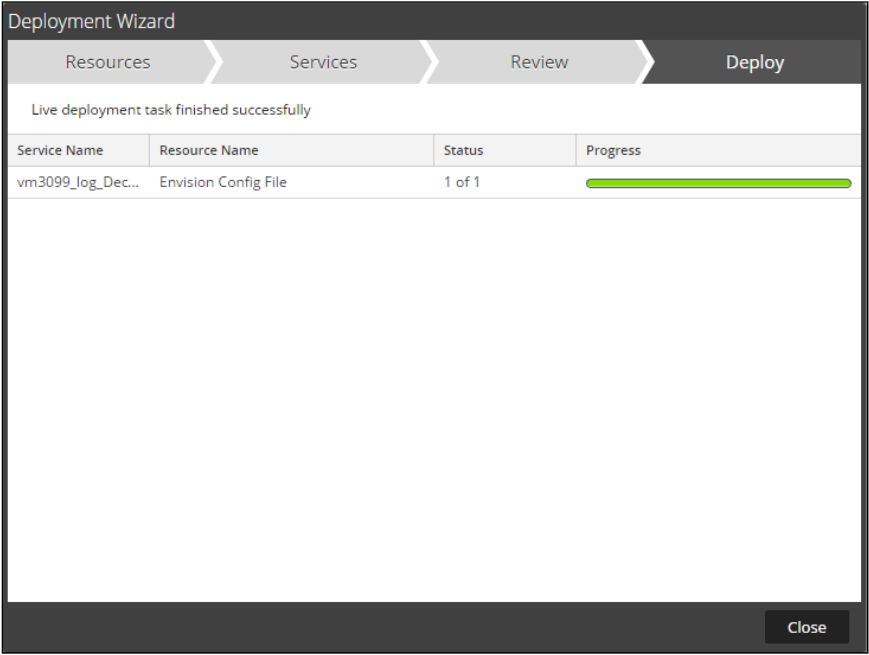 Deployment Wizard
Resources Services Review Deploy
Live deployment task finished successfully
Service Name Resource Name Status Progress
vm3099_log_Dec... Envision Config File 1 of 1
Close